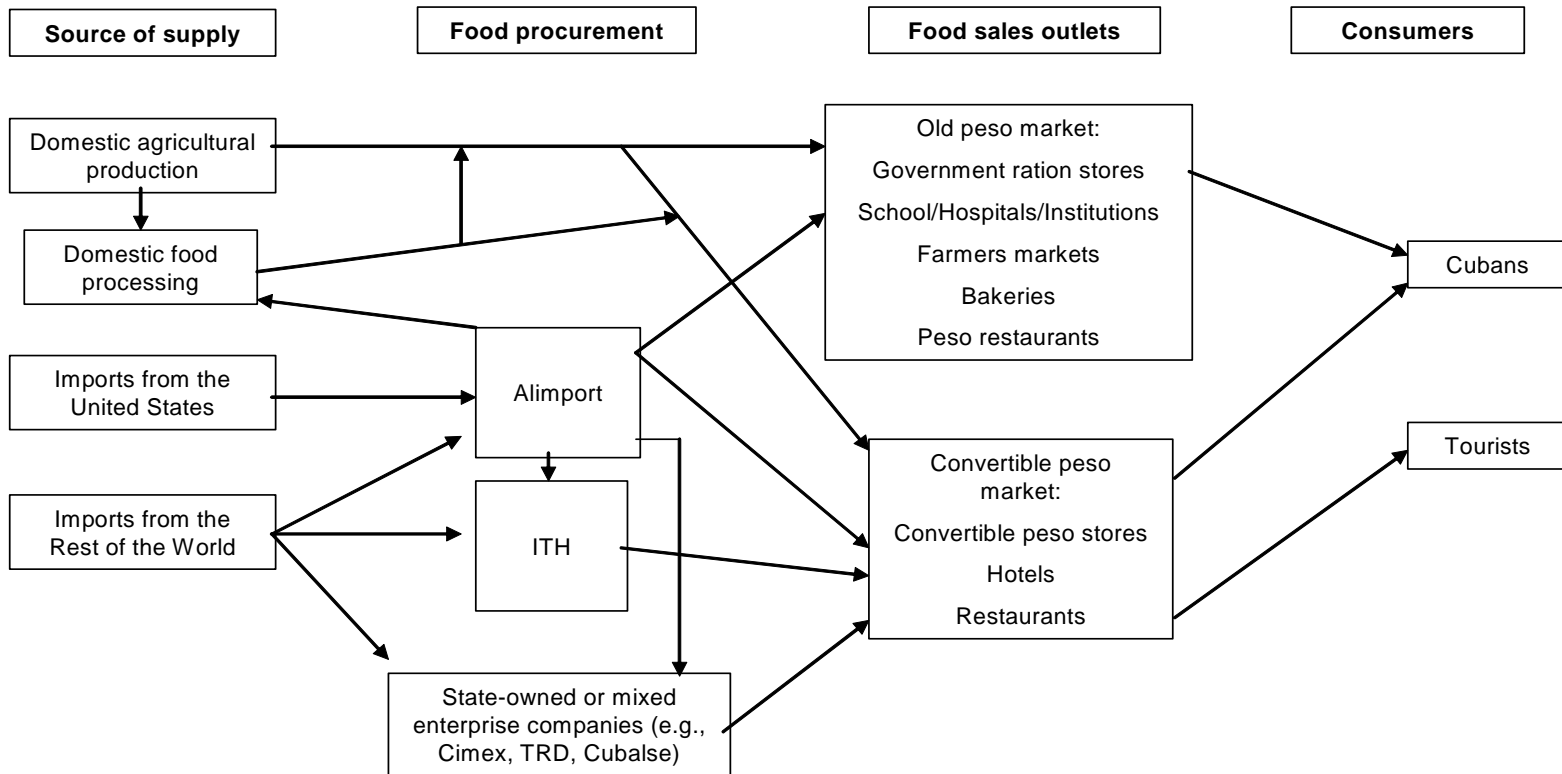 Source of supply
Food procurement
Food sales outlets
Consumers
Domestic agricultural
production
Domestic food
processing
Imports from the
United States
Imports from the
Rest of the World
Alimport
ITH
State-owned or mixed
enterprise companies (e.g.,
Cimex, TRD, Cubalse)
Old peso market:
Government ration stores
School/Hospitals/Institutions
Farmers markets
Bakeries
Peso restaurants
Convertible peso
market:
Convertible peso stores
Hotels
Restaurants
Cubans
Tourists